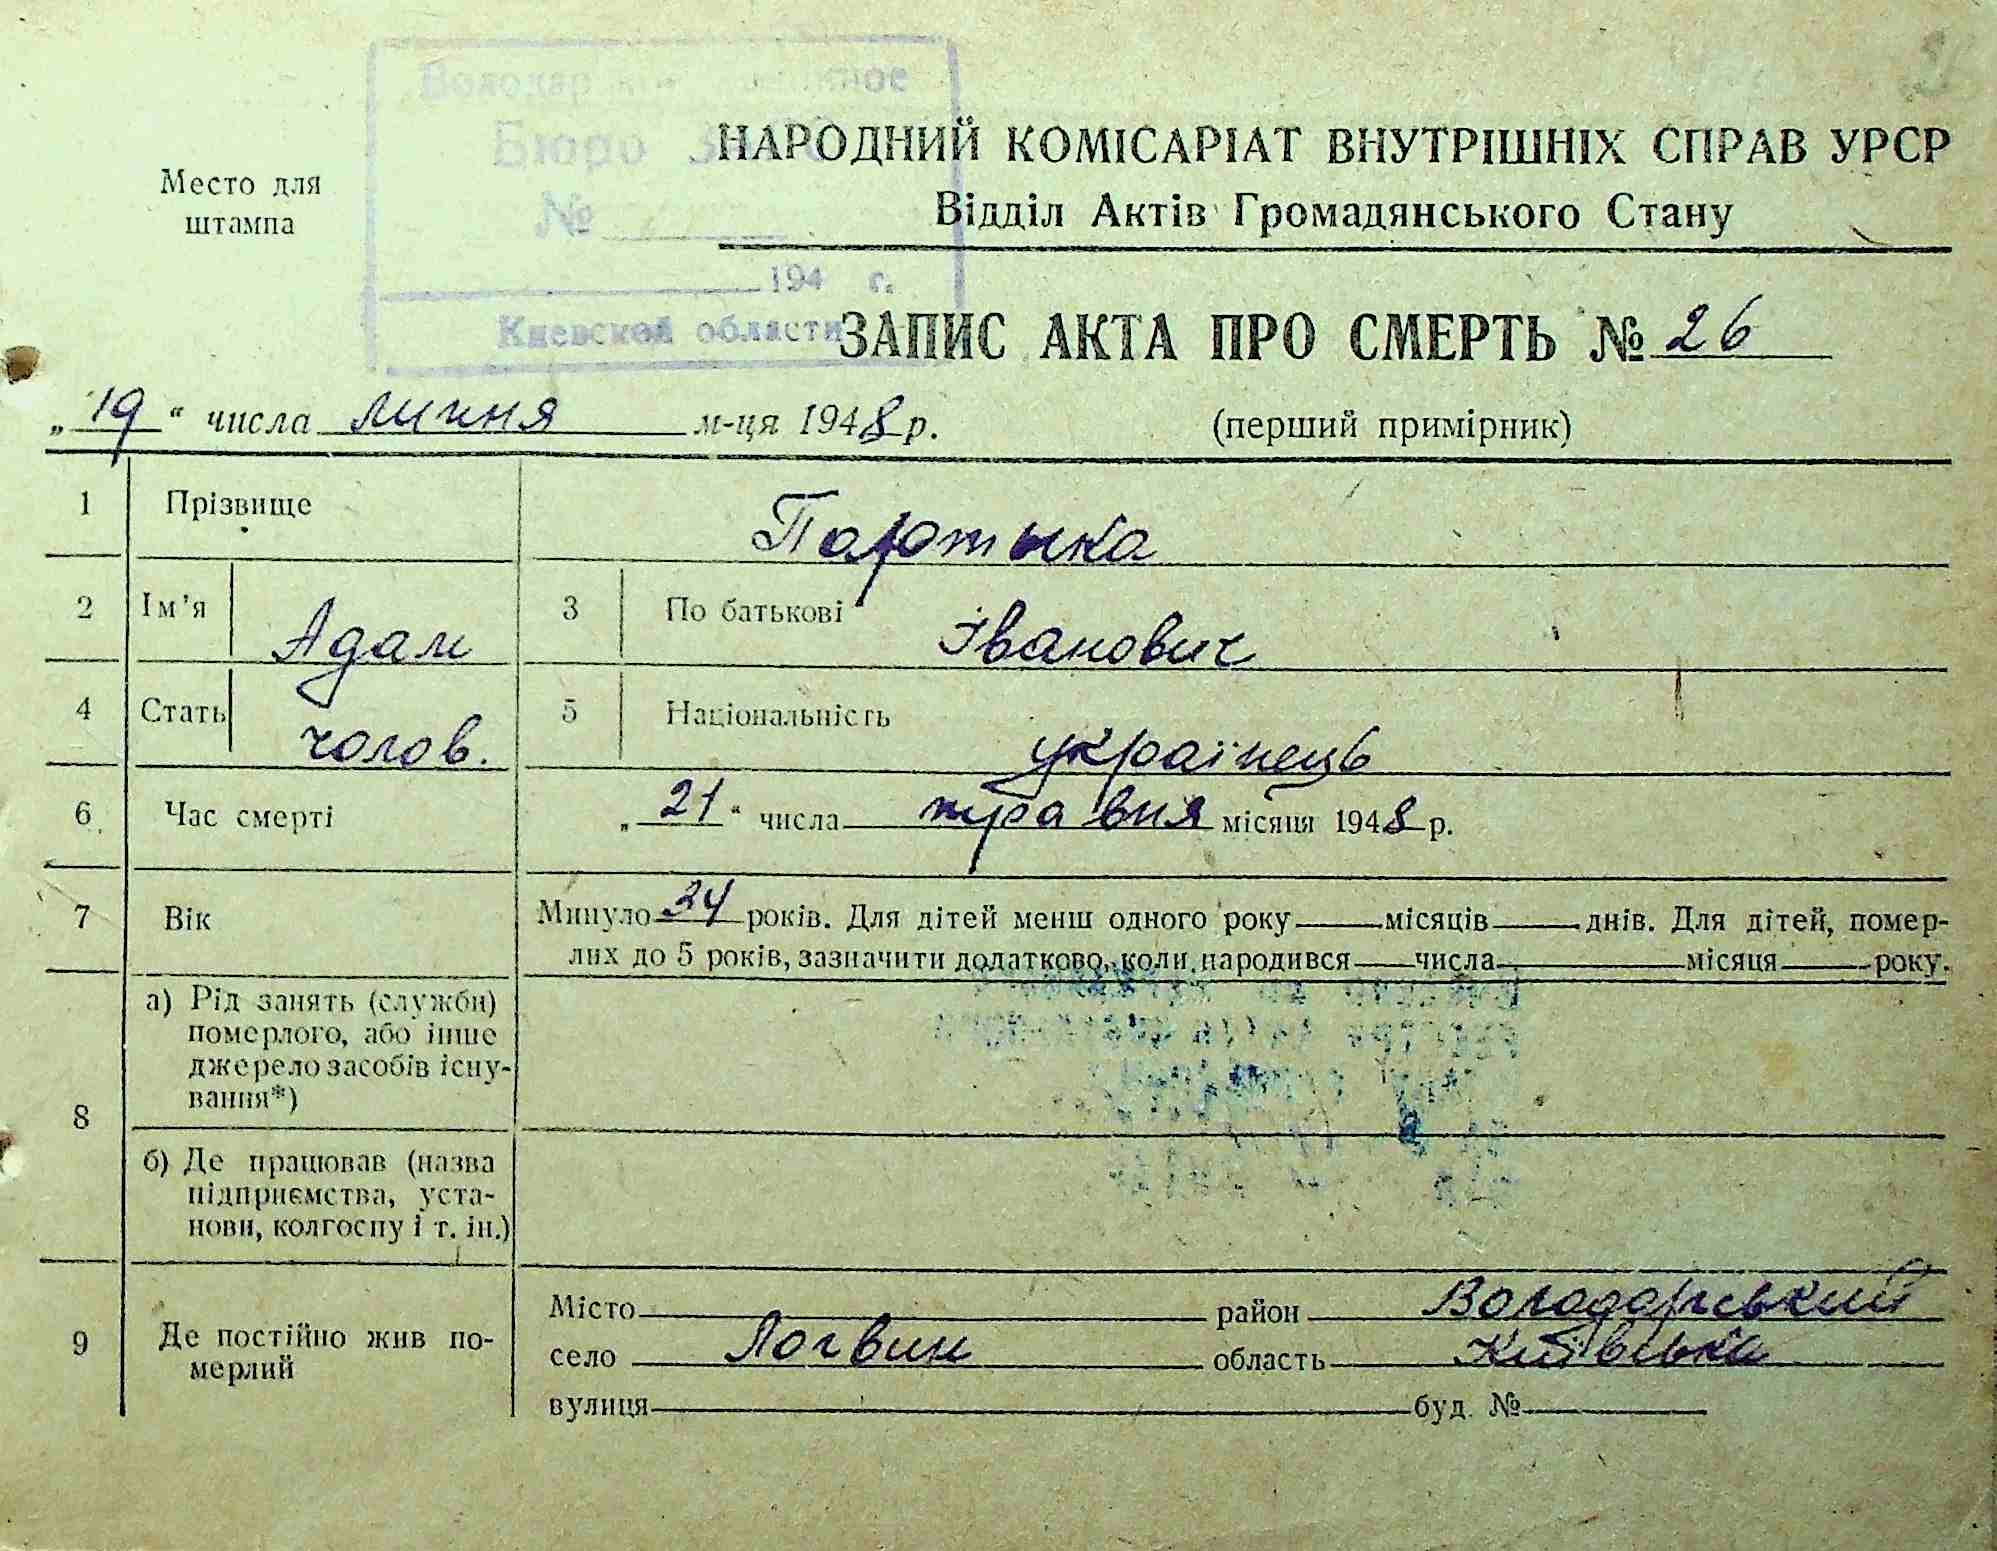 Володар
Бюро ЗАГС
№
194 г.
Киевской области
Место для
штампа
НАРОДНИЙ КОМІСАРІАТ ВНУТРІШНІХ СПРАВ УРСР
Відділ Актів Громадянського Стану
ЗАПИС АКТА ПРО СМЕРТЬ № 26
„19“ числа липня м-ця 1948 р. (перший примірник)
1 Прізвище Партыка
2 Ім'я Адам 3 По батькові Іванович
4 Стать чолов. 5 Національність українець
6 Час смерті „21“ числа травня місяця 1948 р.
7 Вік Минуло 34 років. Для дітей менш одного року місяців днів. Для дітей, помер-
лих до 5 років, зазначити додатково, коли народився числа місяця року.
8 а) Рід занять (служби)
померлого, або інше
джерело засобів існу-
вання*)
б) Де працював (назва
підприємства, уста-
нови, колгоспу і т. ін.)
9 Де постійно жив по-
мерлий
Місто район Володарський
село Логвин область Київська
вулиця буд. №